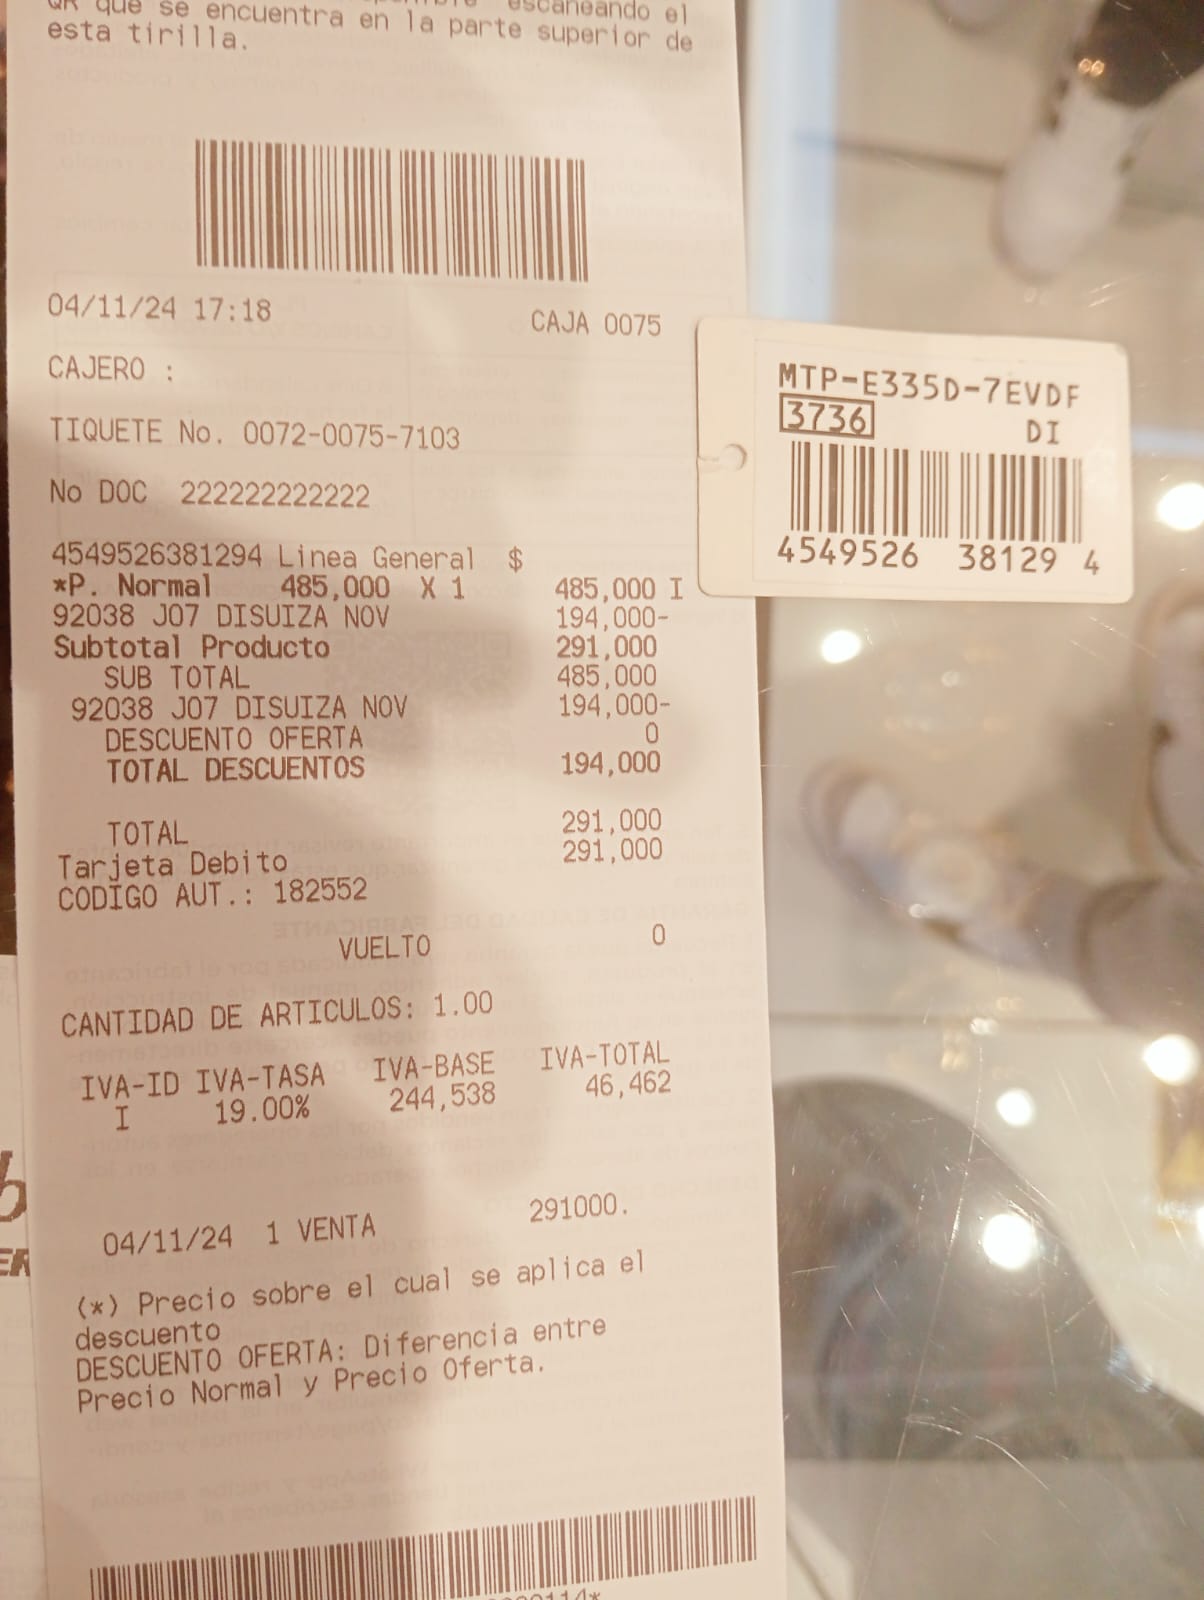 QR que se encuentra en la parte superior de
esta tirilla.
04/11/24 17:18 CAJA 0075
CAJERO :
TIQUETE No. 0072-0075-7103
No DOC 222222222222
4549526381294 Linea General $
*P. Normal 485,000 X 1 485,000 I
92038 J07 DISUIZA NOV 194,000-
Subtotal Producto 291,000
SUB TOTAL 485,000
92038 J07 DISUIZA NOV 194,000-
DESCUENTO OFERTA 0
TOTAL DESCUENTOS 194,000
TOTAL 291,000
Tarjeta Debito 291,000
CODIGO AUT.: 182552
VUELTO 0
CANTIDAD DE ARTICULOS: 1.00
IVA-ID IVA-TASA IVA-BASE IVA-TOTAL
I 19.00% 244,538 46,462
04/11/24 1 VENTA 291000.
(*) Precio sobre el cual se aplica el
descuento
DESCUENTO OFERTA: Diferencia entre
Precio Normal y Precio Oferta.
MTP-E335D-7EVDF
3736 DI
4549526 38129 4